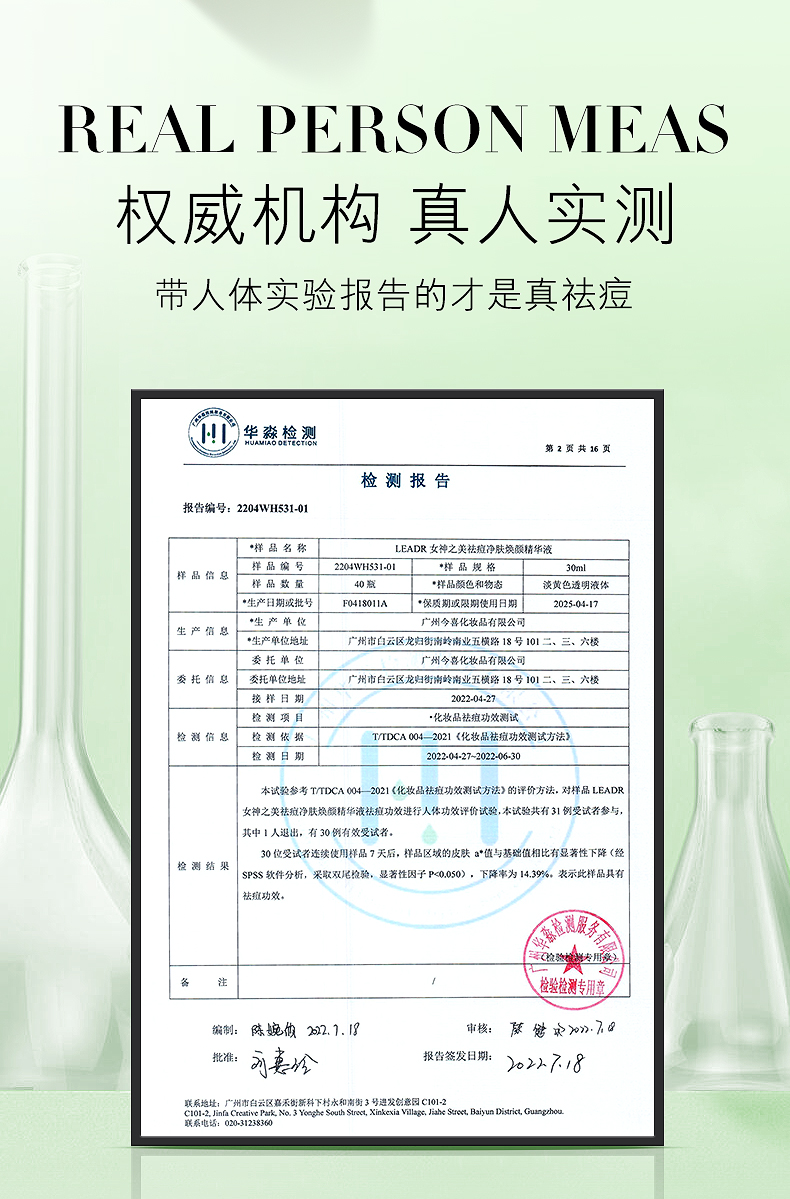 REAL PERSON MEAS
权威机构 真人实测
带人体实验报告的才是真祛痘
华淼检测
HUAMIAO DETECTION
第 2 页 共 16 页
检测报告
报告编号：2204WH531-01
样品信息
*样品名称 LEADR 女神之美祛痘净肤焕颜精华液
样品编号 2204WH531-01 *样品规格 30ml
样品数量 40 瓶 *样品颜色和物态 淡黄色透明液体
*生产日期或批号 F0418011A *保质期或限期使用日期 2025-04-17
生产信息
*生产单位 广州今喜化妆品有限公司
*生产单位地址 广州市白云区龙归街南岭南业五横路 18 号 101 二、三、六楼
委托信息
委托单位 广州今喜化妆品有限公司
委托单位地址 广州市白云区龙归街南岭南业五横路 18 号 101 二、三、六楼
接样日期 2022-04-27
检测信息
检测项目 ·化妆品祛痘功效测试
检测依据 T/TDCA 004—2021《化妆品祛痘功效测试方法》
检测日期 2022-04-27~2022-06-30
检测结果
本试验参考 T/TDCA 004—2021《化妆品祛痘功效测试方法》的评价方法，对样品 LEADR
女神之美祛痘净肤焕颜精华液祛痘功效进行人体功效评价试验，本试验共有 31 例受试者参与，
其中 1 人退出，有 30 例有效受试者。
30 位受试者连续使用样品 7 天后，样品区域的皮肤 a*值与基础值相比有显著性下降（经
SPSS 软件分析，采取双尾检验，显著性因子 P<0.050），下降率为 14.39%。表示此样品具有
祛痘功效。
广州华淼检测服务有限公司
（检验检测专用章）
检验检测专用章
备注 /
编制： 2022.7.18 审核： 2022.7.18
批准： 报告签发日期： 2022.7.18
联系地址：广州市白云区嘉禾街新科下村永和南街 3 号进发创意园 C101-2
C101-2, Jinfa Creative Park, No. 3 Yonghe South Street, Xinkexia Village, Jiahe Street, Baiyun District, Guangzhou.
联系电话：020-31238360